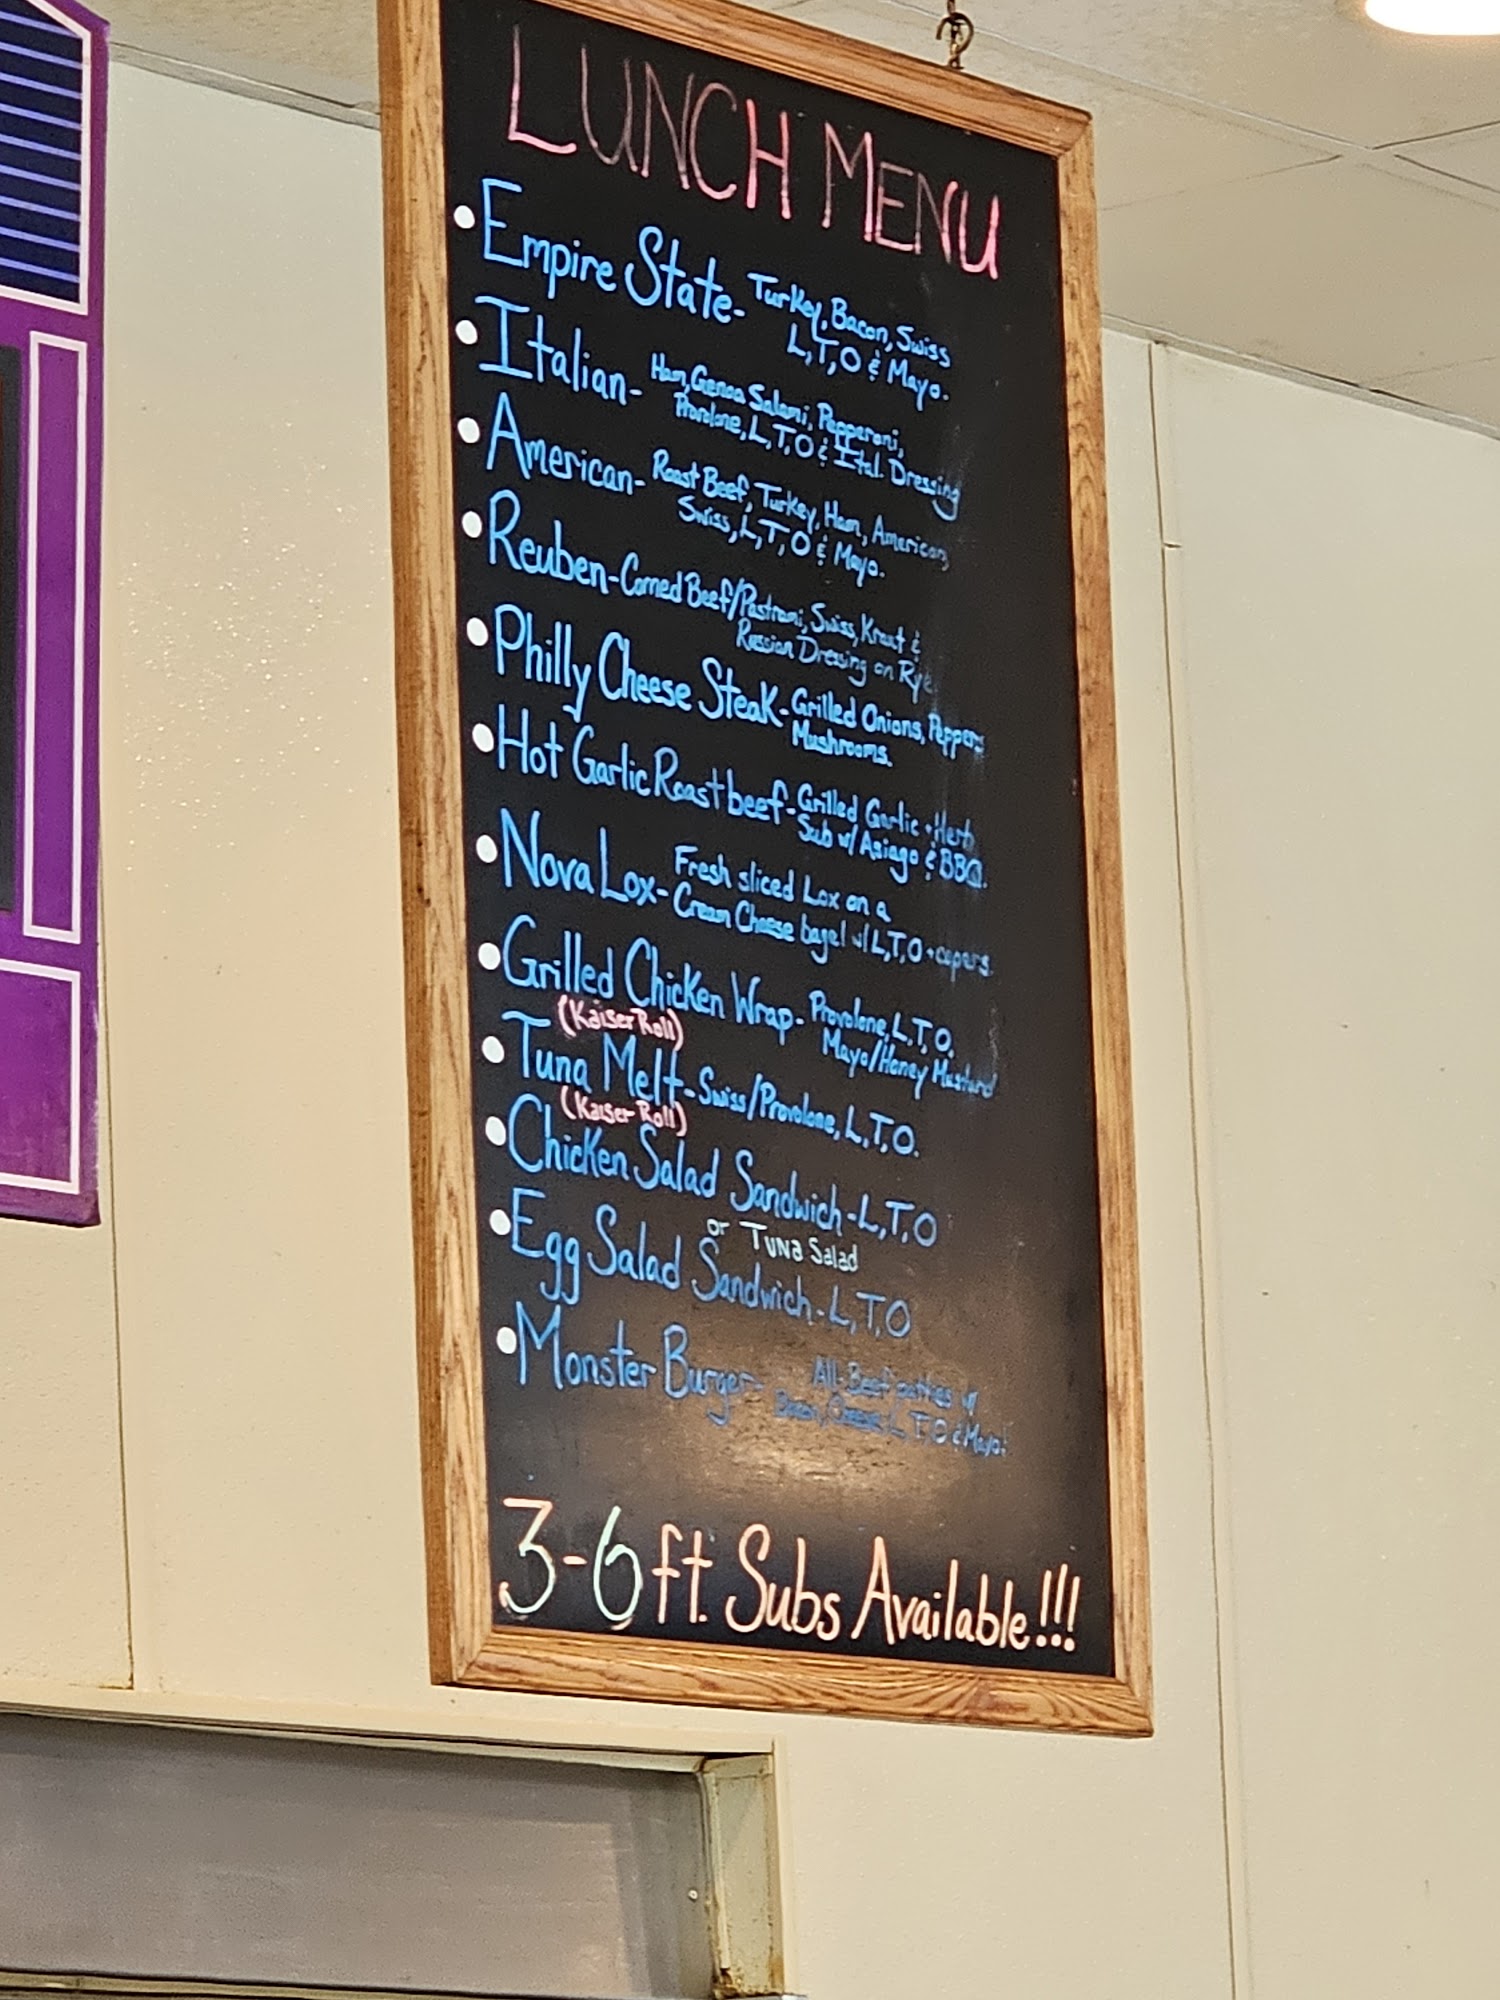 LUNCH MENU
• Empire State- Turkey, Bacon, Swiss
L, T, O & Mayo.
• Italian- Ham, Genoa Salami, Pepperoni,
Provolone, L, T, O & Ital. Dressing
• American- Roast Beef, Turkey, Ham, American,
Swiss, L, T, O & Mayo.
• Reuben- Corned Beef/Pastrami, Swiss, Kraut &
Russian Dressing on Rye
• Philly Cheese Steak- Grilled Onions, Peppers
Mushrooms.
• Hot Garlic Roast beef- Grilled Garlic + Herb
Sub w/ Asiago & BBQ.
• Nova Lox- Fresh sliced Lox on a
Cream Cheese bagel w/ L, T, O + capers.
• Grilled Chicken Wrap- Provolone, L, T, O,
(Kaiser Roll) Mayo/Honey Mustard
• Tuna Melt- Swiss/Provolone, L, T, O.
(Kaiser Roll)
• Chicken Salad Sandwich- L, T, O
or Tuna Salad
• Egg Salad Sandwich- L, T, O
• Monster Burger- All-Beef patties w/
Bacon, Cheese, L, T, O & Mayo!
3-6 ft. Subs Available!!!